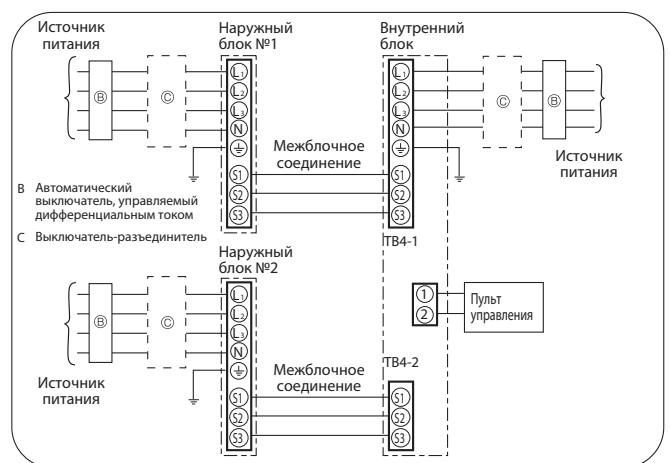 Источник
питания
Наружный
блок №1
Внутренний
блок
B
C
L1
L2
L3
N
S1
S2
S3
Межблочное
соединение
L1
L2
L3
N
S1
S2
S3
TB4-1
C
B
Источник
питания
B Автоматический
выключатель, управляемый
дифференциальным током
C Выключатель-разъединитель
Наружный
блок №2
B
C
L1
L2
L3
N
S1
S2
S3
Источник
питания
Межблочное
соединение
1
2
Пульт
управления
TB4-2
S1
S2
S3